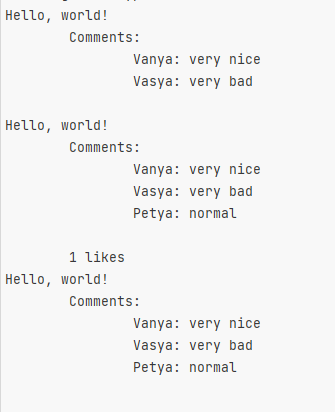 Hello, world!
Comments:
Vanya: very nice
Vasya: very bad
Hello, world!
Comments:
Vanya: very nice
Vasya: very bad
Petya: normal
1 likes
Hello, world!
Comments:
Vanya: very nice
Vasya: very bad
Petya: normal